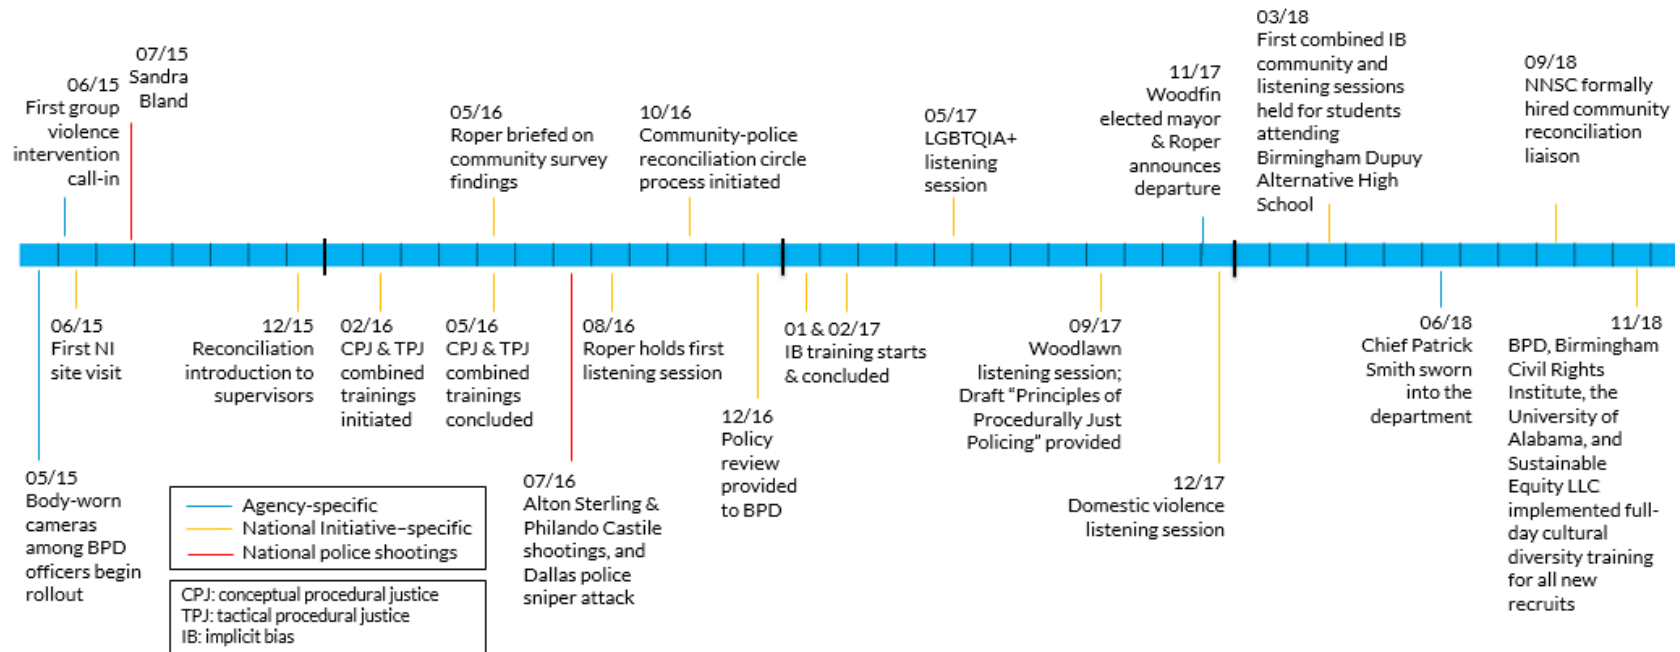 06/15
First group
violence
intervention
call-in
07/15
Sandra
Bland
05/16
Roper briefed on
community survey
findings
10/16
Community-police
reconciliation circle
process initiated
05/17
LGBTQIA+
listening
session
11/17
Woodfin
elected mayor
& Roper
announces
departure
03/18
First combined IB
community and
listening sessions
held for students
attending
Birmingham Dupuy
Alternative High
School
09/18
NNSC formally
hired community
reconciliation
liaison
05/15
Body-worn
cameras
among BPD
officers begin
rollout
06/15
First NI
site visit
12/15
Reconciliation
introduction to
supervisors
02/16
CPJ & TPJ
combined
trainings
initiated
05/16
CPJ & TPJ
combined
trainings
concluded
07/16
Alton Sterling &
Philando Castile
shootings, and
Dallas police
sniper attack
08/16
Roper holds first
listening session
12/16
Policy
review
provided
to BPD
01 & 02/17
IB training starts
& concluded
09/17
Woodlawn
listening session;
Draft “Principles of
Procedurally Just
Policing” provided
12/17
Domestic violence
listening session
06/18
Chief Patrick
Smith sworn
into the
department
11/18
BPD, Birmingham
Civil Rights
Institute, the
University of
Alabama, and
Sustainable
Equity LLC
implemented full-
day cultural
diversity training
for all new
recruits
Agency-specific
National Initiative–specific
National police shootings
CPJ: conceptual procedural justice
TPJ: tactical procedural justice
IB: implicit bias